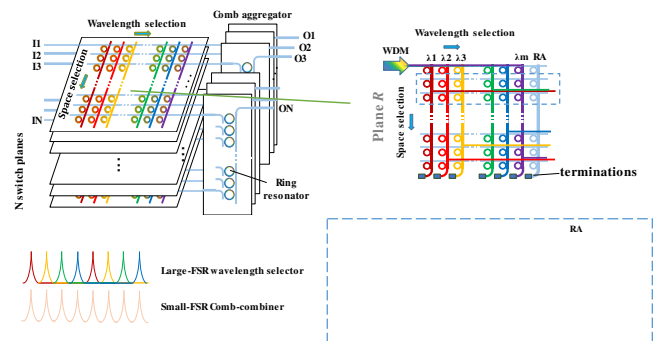 Wavelength selection
Comb aggregator
I1
I2
I3
IN
Space selection
N switch planes
O1
O2
O3
ON
Ring
resonator
Wavelength selection
WDM
λ1 λ2 λ3 λm RA
Plane R
Space selection
terminations
RA
Large-FSR wavelength selector
Small-FSR Comb-combiner